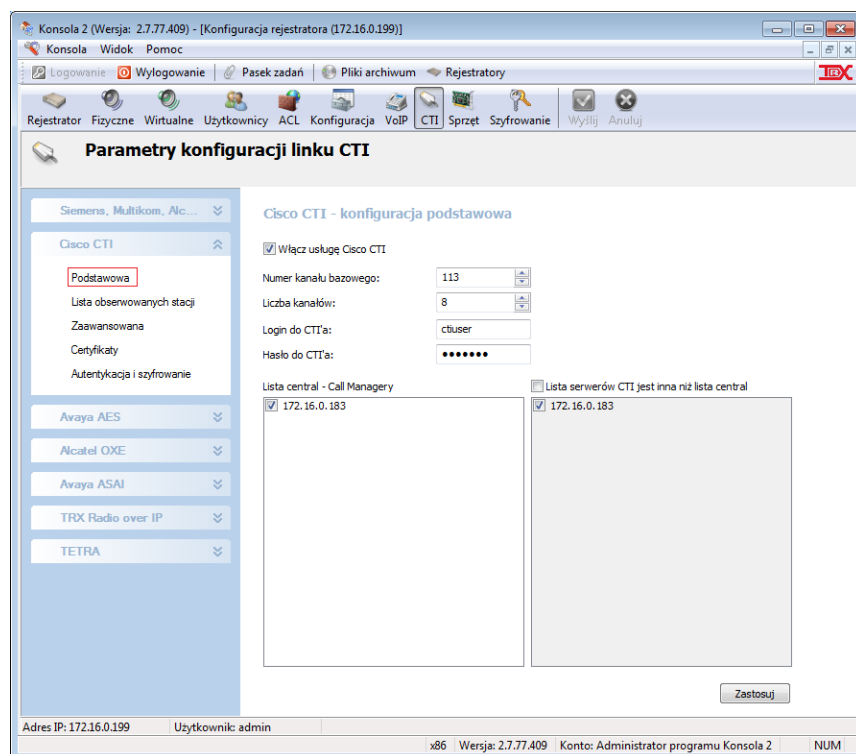 Konsola 2 (Wersja: 2.7.77.409) - [Konfiguracja rejestratora (172.16.0.199)]
Konsola Widok Pomoc
Logowanie Wylogowanie Pasek zadań Pliki archiwum Rejestratory TRX
Rejestrator Fizyczne Wirtualne Użytkownicy ACL Konfiguracja VoIP CTI Sprzęt Szyfrowanie Wyślij Anuluj
Parametry konfiguracji linku CTI
Siemens, Multikom, Alc...
Cisco CTI
Podstawowa
Lista obserwowanych stacji
Zaawansowana
Certyfikaty
Autentykacja i szyfrowanie
Avaya AES
Alcatel OXE
Avaya ASAI
TRX Radio over IP
TETRA
Cisco CTI - konfiguracja podstawowa
Włącz usługę Cisco CTI
Numer kanału bazowego: 113
Liczba kanałów: 8
Login do CTI'a: ctiuser
Hasło do CTI'a: •••••••
Lista central - Call Managery
172.16.0.183
Lista serwerów CTI jest inna niż lista central
172.16.0.183
Zastosuj
Adres IP: 172.16.0.199 Użytkownik: admin
x86 Wersja: 2.7.77.409 Konto: Administrator programu Konsola 2 NUM